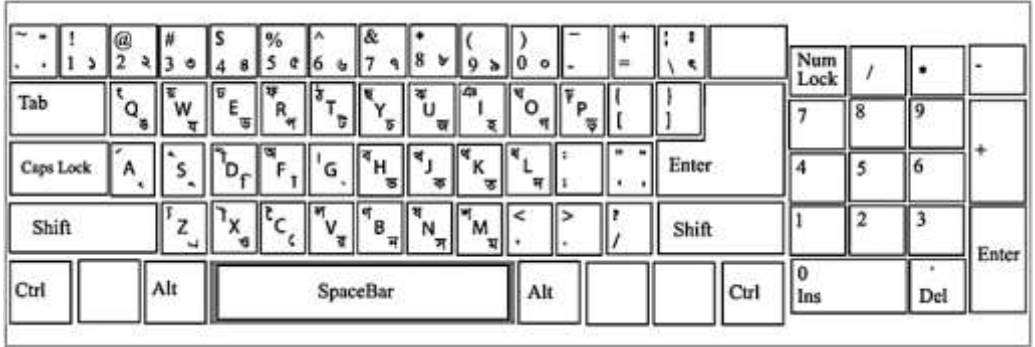 ~ ! @ # $ % ^ & * ( ) – + ¦ ঃ
1 ১ 2 ২ 3 ৩ 4 ৪ 5 ৫ 6 ৬ 7 ৭ 8 ৮ 9 ৯ 0 ০ - = \ ৎ Num Lock / * -
Tab ং Q ঙ য় W য ঢ E ড ফ R প ঠ T ট ছ Y চ ঝ U জ ঞ I হ ঘ O গ ঢ় P ড় { [ } ] 7 8 9 +
Caps Lock A S D F G । H ব J ক K ত L দ : ; " " ' ' Enter 4 5 6
Shift Z X ও C V র B ন N স M ম < , > . ? / Shift 1 2 3 Enter
Ctrl Alt SpaceBar Alt Ctrl 0 Ins . Del